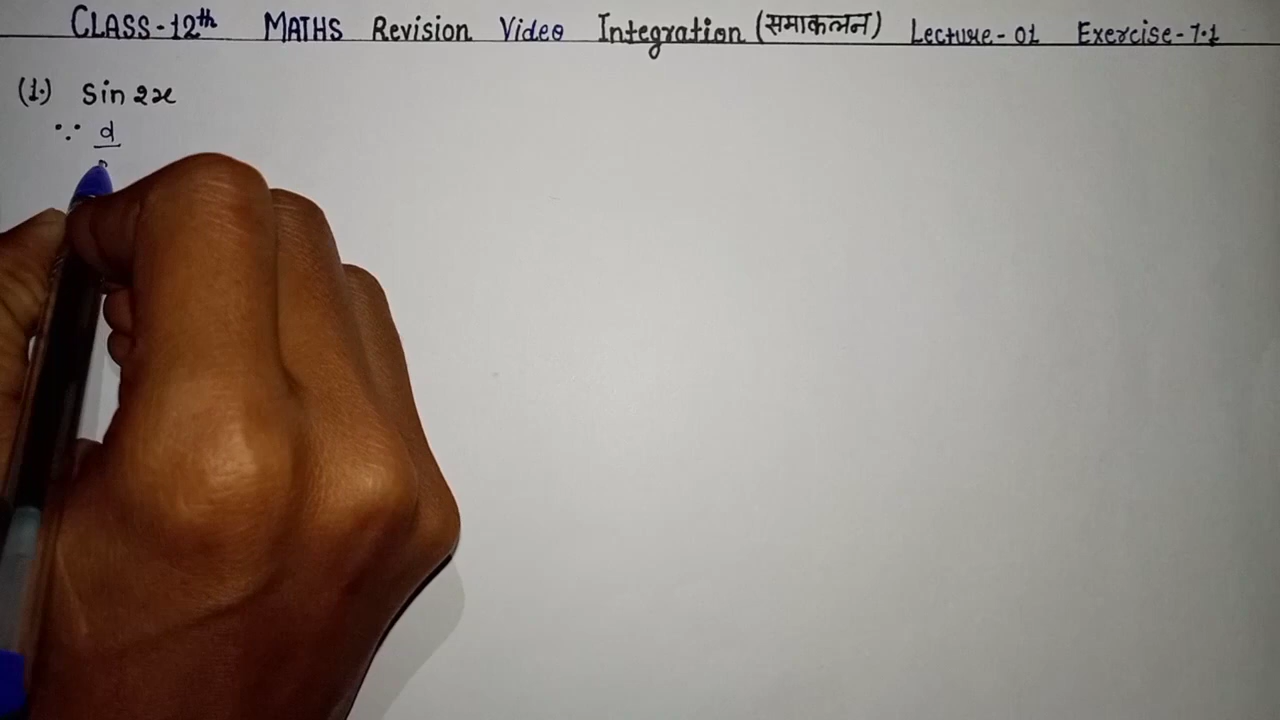 CLASS-12th MATHS Revision Video Integration (समाकलन) Lecture-01 Exercise-7.1
(1.) Sin 2x
∵ d